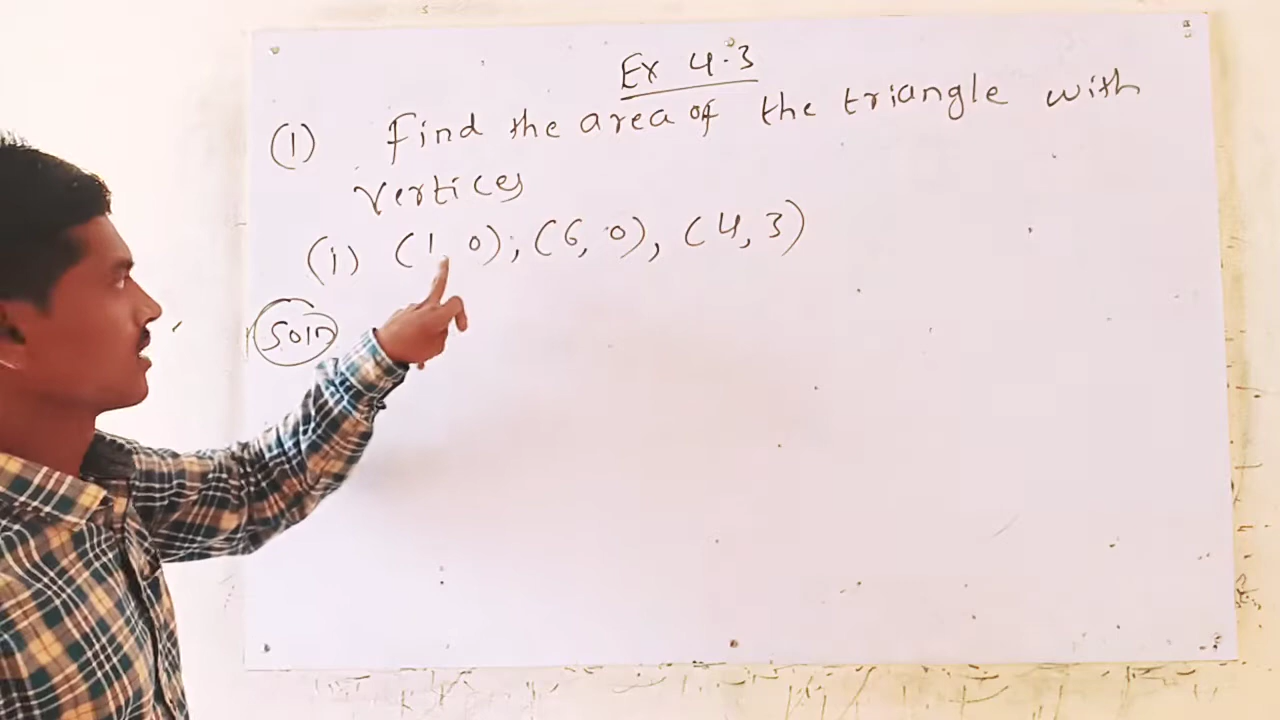 Ex 4.3
(1) Find the area of the triangle with
vertices
(i) (1, 0), (6, 0), (4, 3)
Soln